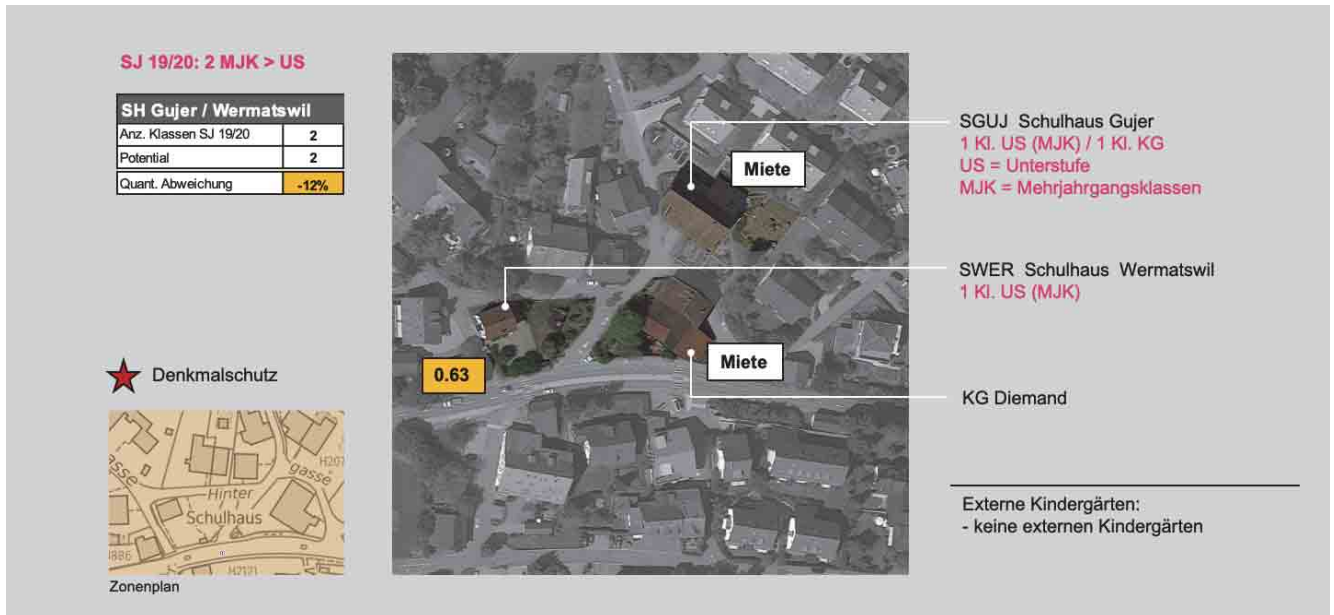 SJ 19/20: 2 MJK > US
SH Gujer / Wermatswil
Anz. Klassen SJ 19/20 2
Potential 2
Quant. Abweichung -12%
Miete
SGUJ Schulhaus Gujer
1 Kl. US (MJK) / 1 Kl. KG
US = Unterstufe
MJK = Mehrjahrgangsklassen
SWER Schulhaus Wermatswil
1 Kl. US (MJK)
0.63
Miete
KG Diemand
Denkmalschutz
gasse
Hinter
Schulhaus
H2121
Zonenplan
Externe Kindergärten:
- keine externen Kindergärten